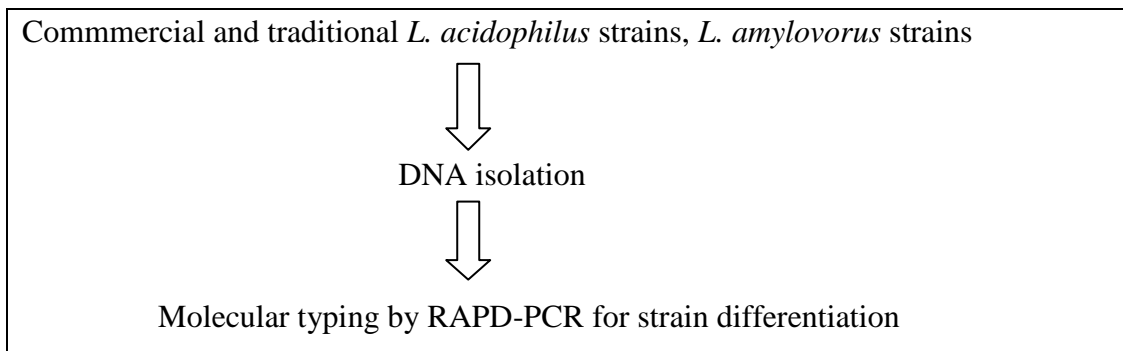 Commmercial and traditional L. acidophilus strains, L. amylovorus strains
DNA isolation
Molecular typing by RAPD-PCR for strain differentiation